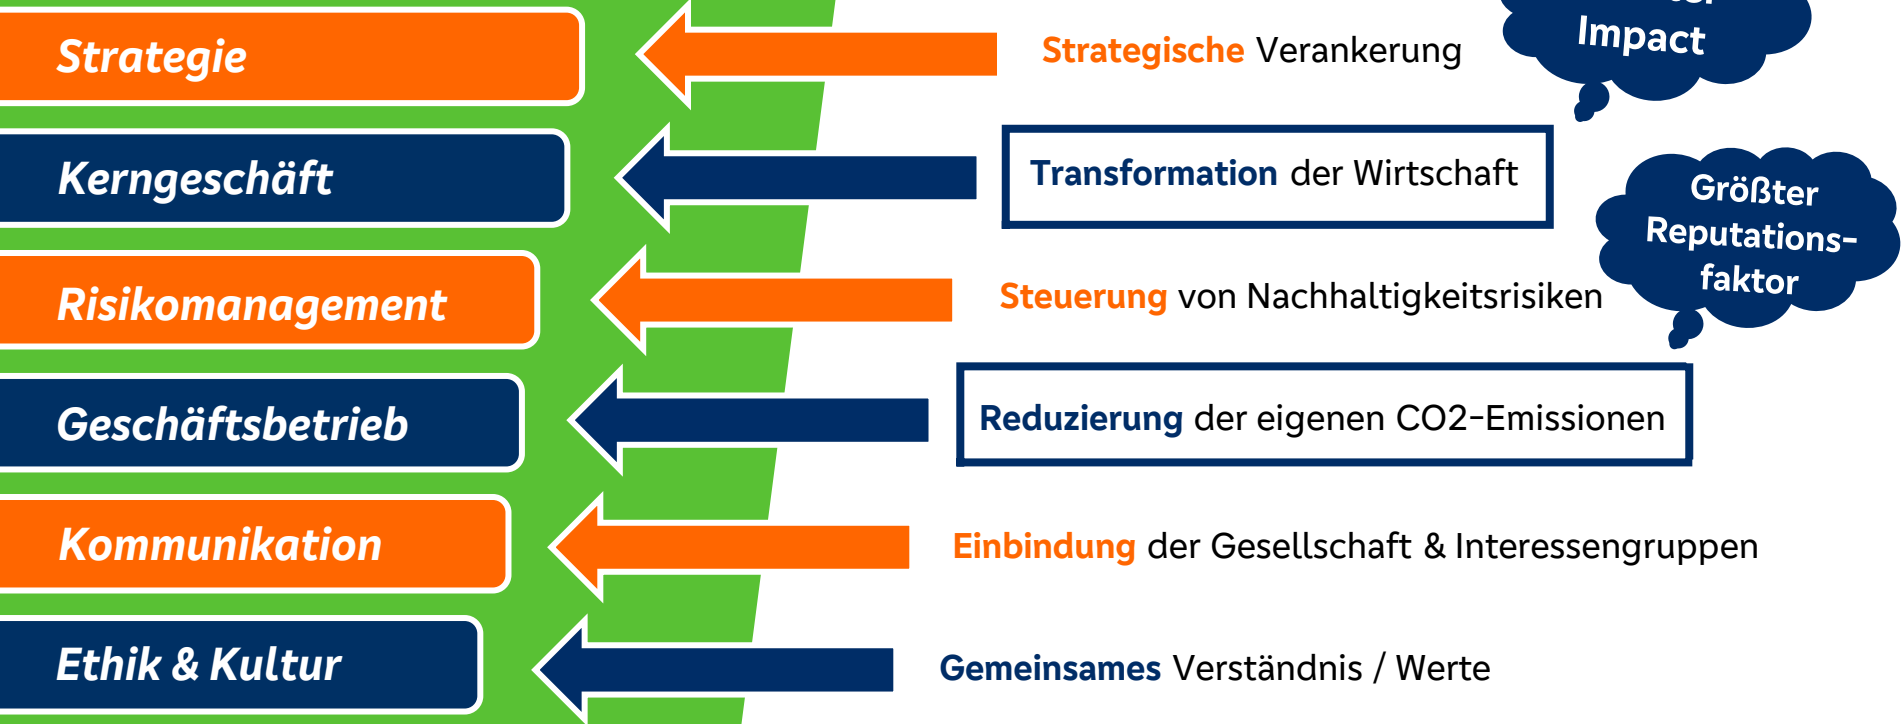 Strategie
Strategische Verankerung
Impact
Kerngeschäft
Transformation der Wirtschaft
Größter
Reputations-
faktor
Risikomanagement
Steuerung von Nachhaltigkeitsrisiken
Geschäftsbetrieb
Reduzierung der eigenen CO2-Emissionen
Kommunikation
Einbindung der Gesellschaft & Interessengruppen
Ethik & Kultur
Gemeinsames Verständnis / Werte